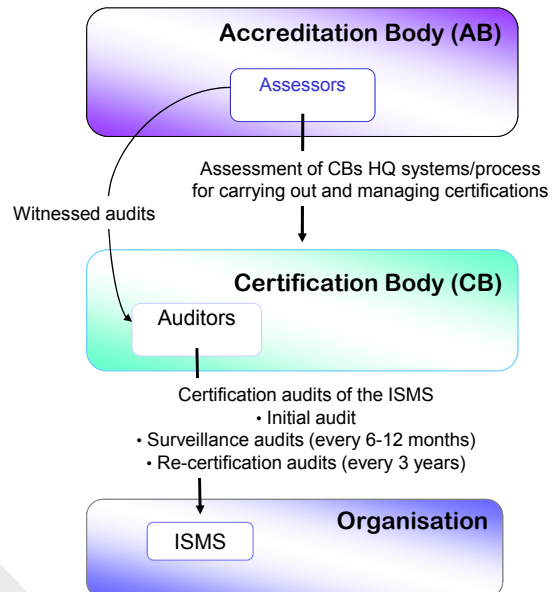 Accreditation Body (AB)
Assessors
Assessment of CBs HQ systems/process
for carrying out and managing certifications
Witnessed audits
Certification Body (CB)
Auditors
Certification audits of the ISMS
• Initial audit
• Surveillance audits (every 6-12 months)
• Re-certification audits (every 3 years)
Organisation
ISMS